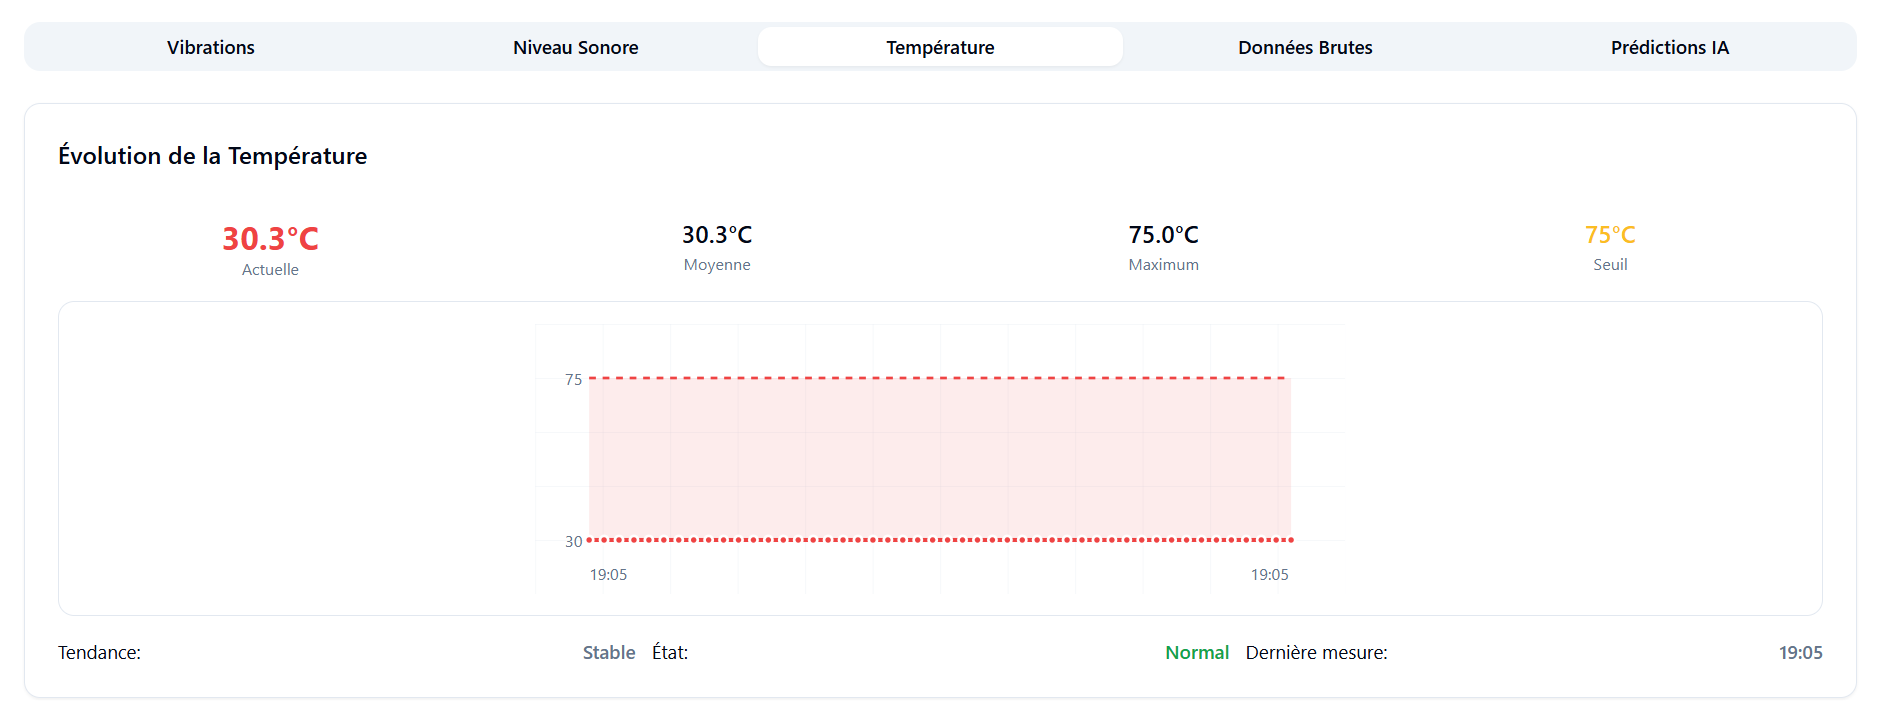 Vibrations
Niveau Sonore
Température
Données Brutes
Prédictions IA
Évolution de la Température
30.3°C
Actuelle
30.3°C
Moyenne
75.0°C
Maximum
75°C
Seuil
75
30
19:05
19:05
Tendance: Stable
État: Normal
Dernière mesure: 19:05